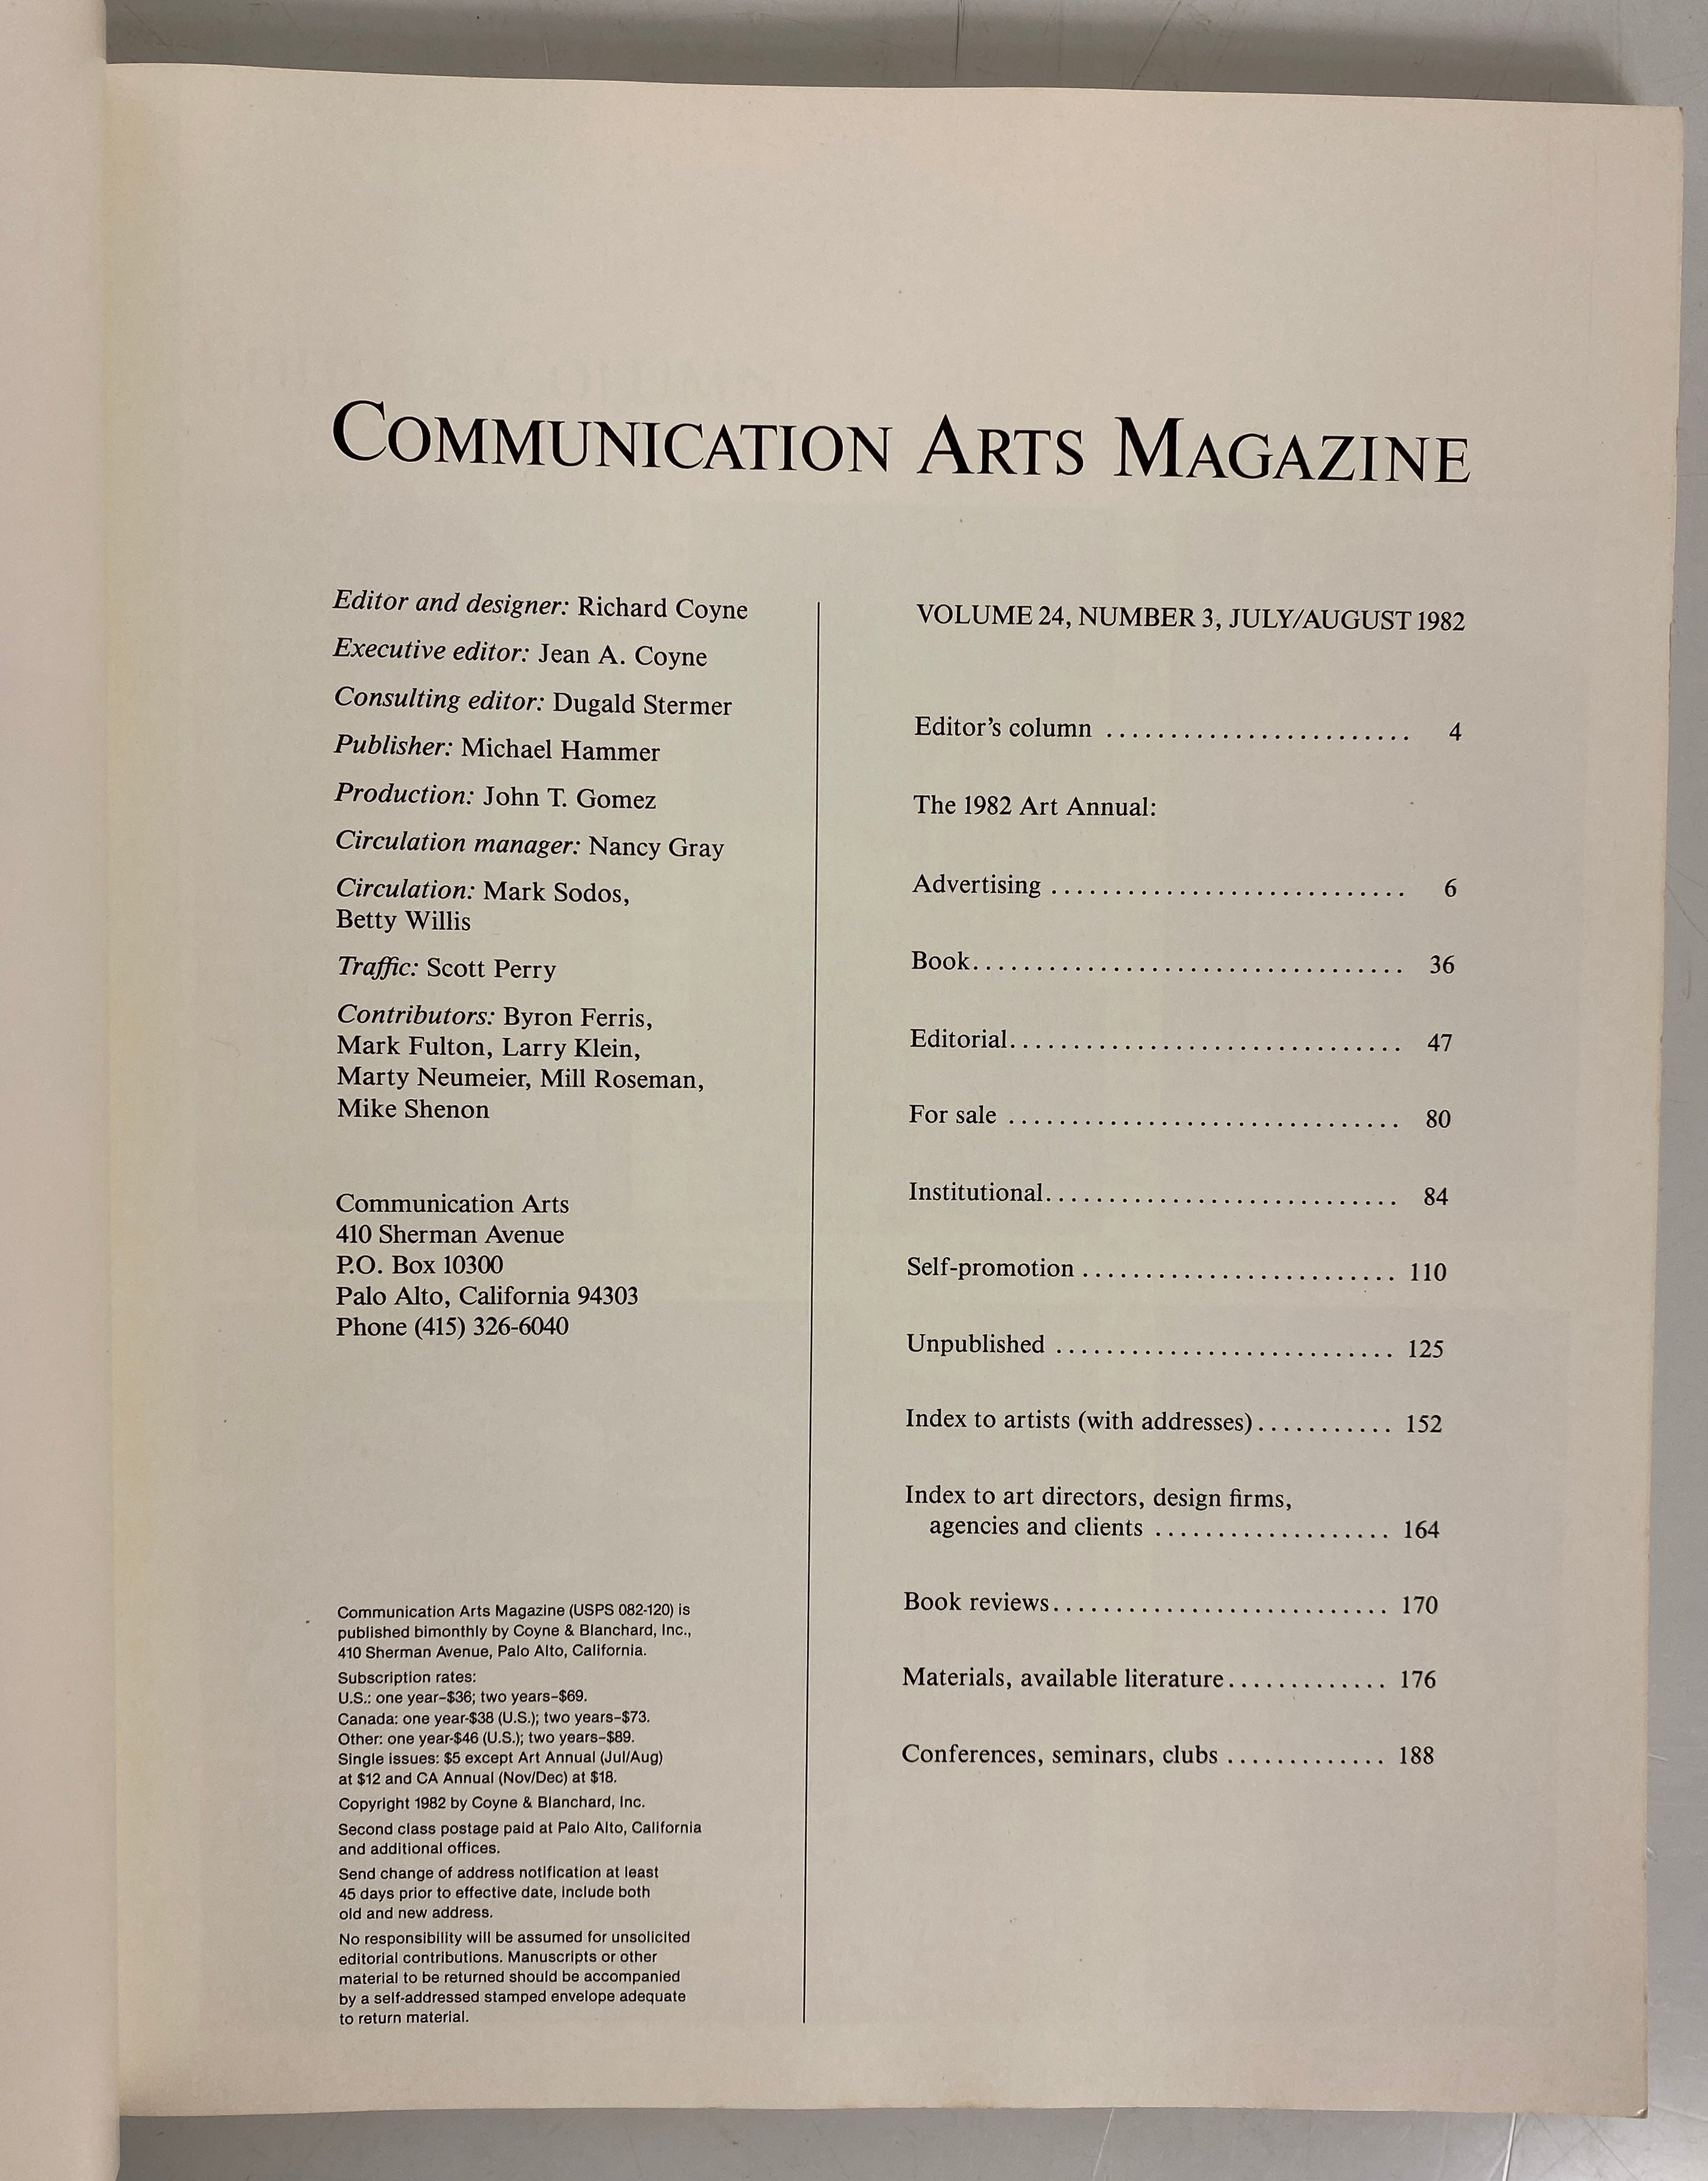 COMMUNICATION ARTS MAGAZINE
Editor and designer: Richard Coyne
Executive editor: Jean A. Coyne
Consulting editor: Dugald Stermer
Publisher: Michael Hammer
Production: John T. Gomez
Circulation manager: Nancy Gray
Circulation: Mark Sodos,
Betty Willis
Traffic: Scott Perry
Contributors: Byron Ferris,
Mark Fulton, Larry Klein,
Marty Neumeier, Mill Roseman,
Mike Shenon
Communication Arts
410 Sherman Avenue
P.O. Box 10300
Palo Alto, California 94303
Phone (415) 326-6040
Communication Arts Magazine (USPS 082-120) is
published bimonthly by Coyne & Blanchard, Inc.,
410 Sherman Avenue, Palo Alto, California.
Subscription rates:
U.S.: one year–$36; two years–$69.
Canada: one year-$38 (U.S.); two years–$73.
Other: one year-$46 (U.S.); two years–$89.
Single issues: $5 except Art Annual (Jul/Aug)
at $12 and CA Annual (Nov/Dec) at $18.
Copyright 1982 by Coyne & Blanchard, Inc.
Second class postage paid at Palo Alto, California
and additional offices.
Send change of address notification at least
45 days prior to effective date, include both
old and new address.
No responsibility will be assumed for unsolicited
editorial contributions. Manuscripts or other
material to be returned should be accompanied
by a self-addressed stamped envelope adequate
to return material.
VOLUME 24, NUMBER 3, JULY/AUGUST 1982
Editor's column ........................ 4
The 1982 Art Annual:
Advertising ............................ 6
Book.................................. 36
Editorial............................... 47
For sale ............................... 80
Institutional............................ 84
Self-promotion ......................... 110
Unpublished ........................... 125
Index to artists (with addresses)........... 152
Index to art directors, design firms,
agencies and clients ................... 164
Book reviews........................... 170
Materials, available literature............. 176
Conferences, seminars, clubs ............. 188